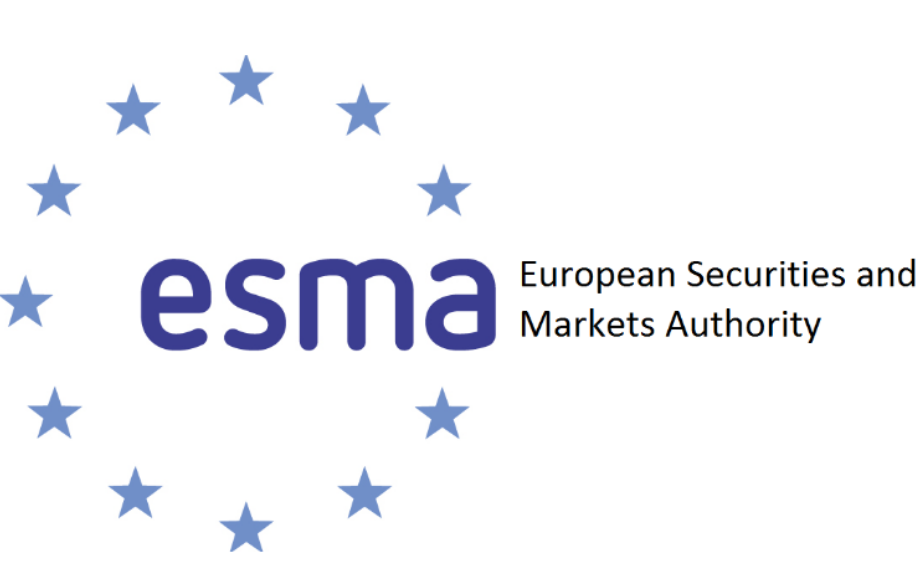 esma
European Securities and
Markets Authority